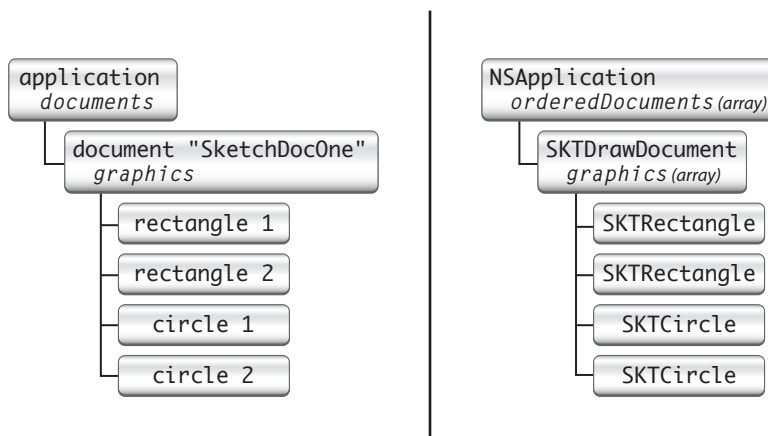 application
documents
document "SketchDocOne"
graphics
rectangle 1
rectangle 2
circle 1
circle 2
NSApplication
orderedDocuments (array)
SKTDrawDocument
graphics (array)
SKTRectangle
SKTRectangle
SKTCircle
SKTCircle